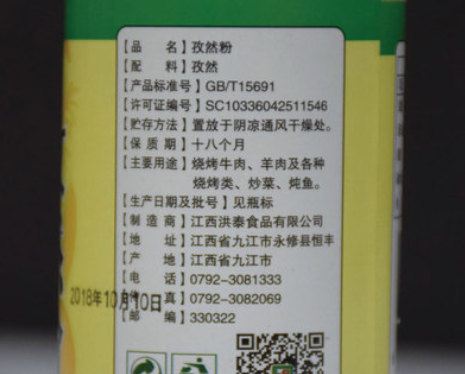 【品 名】孜然粉
【配 料】孜然
【产品标准号】GB/T15691
【许可证编号】SC10336042511546
【贮存方法】置放于阴凉通风干燥处。
【保 质 期】十八个月
【主要用途】烧烤牛肉、羊肉及各种
烧烤类、炒菜、炖鱼。
【生产日期及批号】见瓶标
【制 造 商】江西洪泰食品有限公司
【地 址】江西省九江市永修县恒丰
【产 地】江西省九江市
【电 话】0792-3081333
2018年10月10日
【传 真】0792-3082069
【邮 编】330322